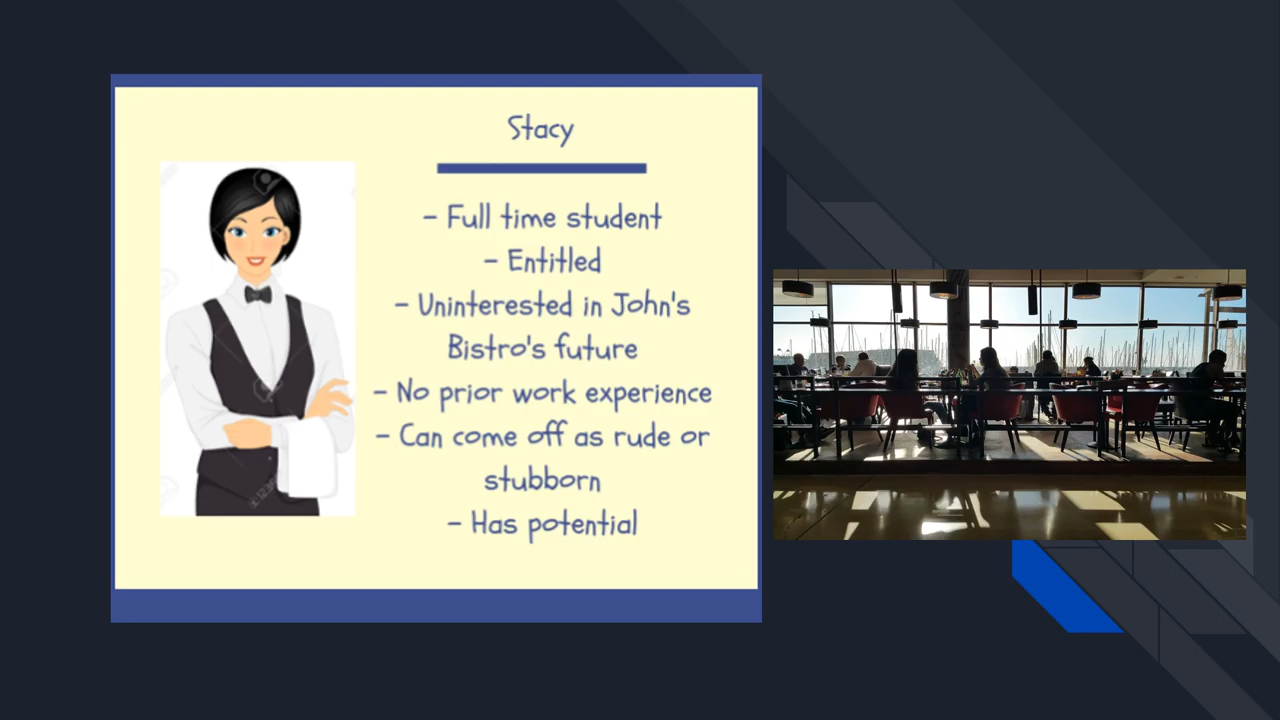 Stacy
- Full time student
- Entitled
- Uninterested in John's
Bistro's future
- No prior work experience
- Can come off as rude or
stubborn
- Has potential